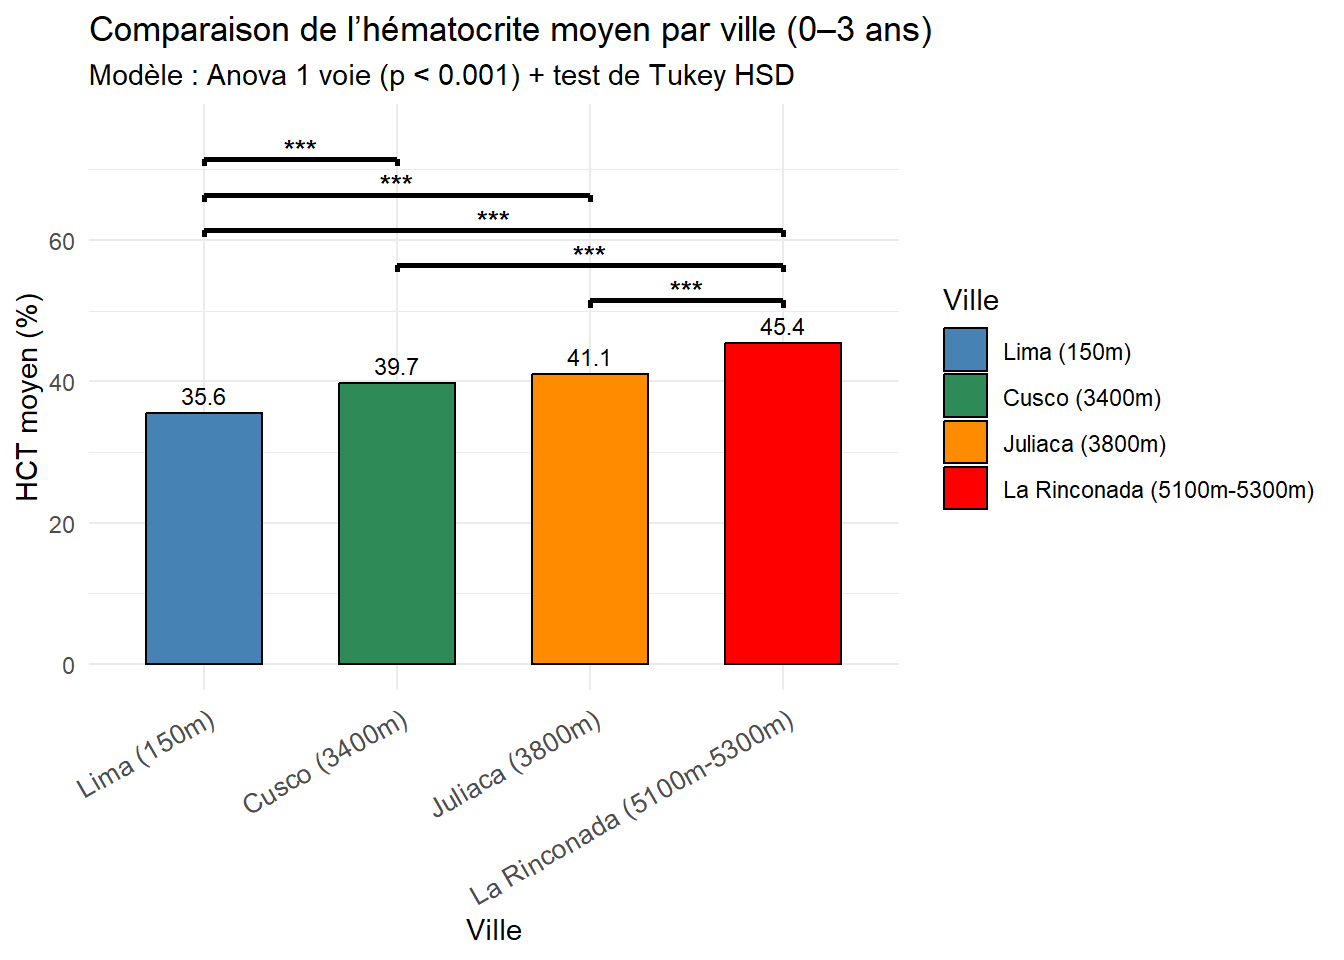 Comparaison de l’hématocrite moyen par ville (0–3 ans)
Modèle : Anova 1 voie (p < 0.001) + test de Tukey HSD
***
***
***
***
***
45.4
41.1
39.7
35.6
60
40
20
0
HCT moyen (%)
Lima (150m)
Cusco (3400m)
Juliaca (3800m)
La Rinconada (5100m-5300m)
Ville
Ville
Lima (150m)
Cusco (3400m)
Juliaca (3800m)
La Rinconada (5100m-5300m)